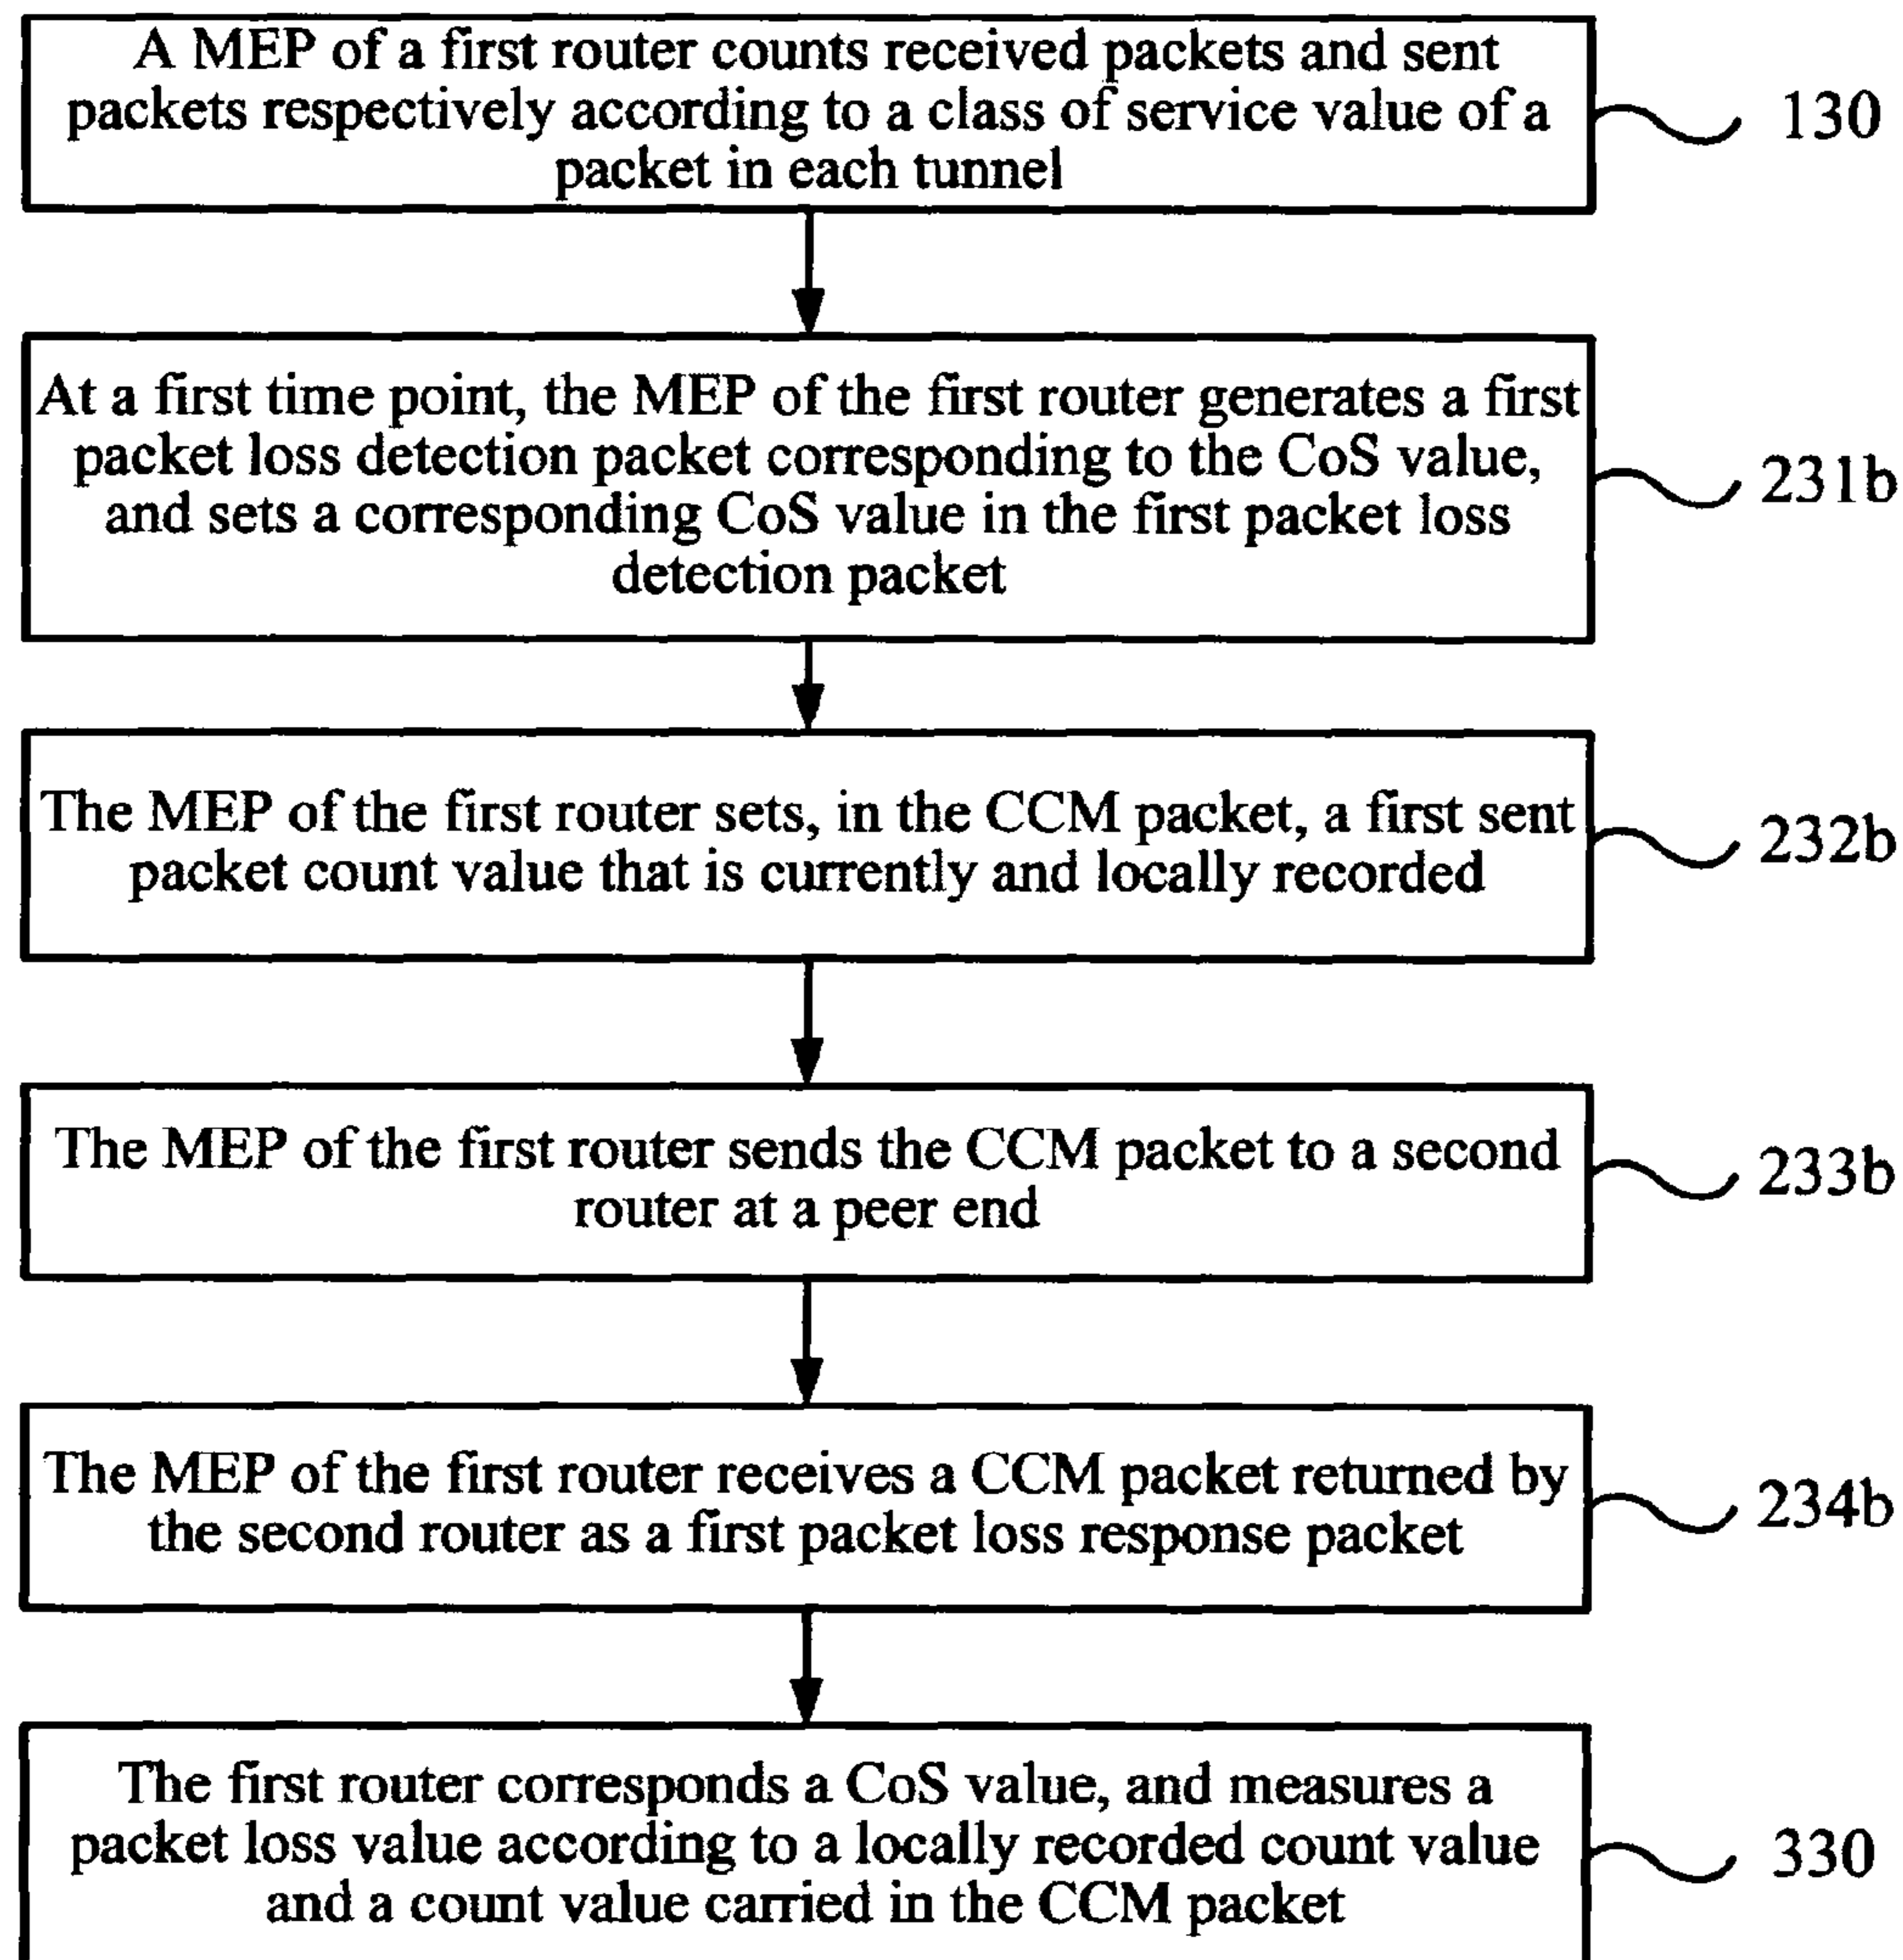 A MEP of a first router counts received packets and sent
packets respectively according to a class of service value of a
packet in each tunnel
130
At a first time point, the MEP of the first router generates a first
packet loss detection packet corresponding to the CoS value,
and sets a corresponding CoS value in the first packet loss
detection packet
231b
The MEP of the first router sets, in the CCM packet, a first sent
packet count value that is currently and locally recorded
232b
The MEP of the first router sends the CCM packet to a second
router at a peer end
233b
The MEP of the first router receives a CCM packet returned by
the second router as a first packet loss response packet
234b
The first router corresponds a CoS value, and measures a
packet loss value according to a locally recorded count value
and a count value carried in the CCM packet
330